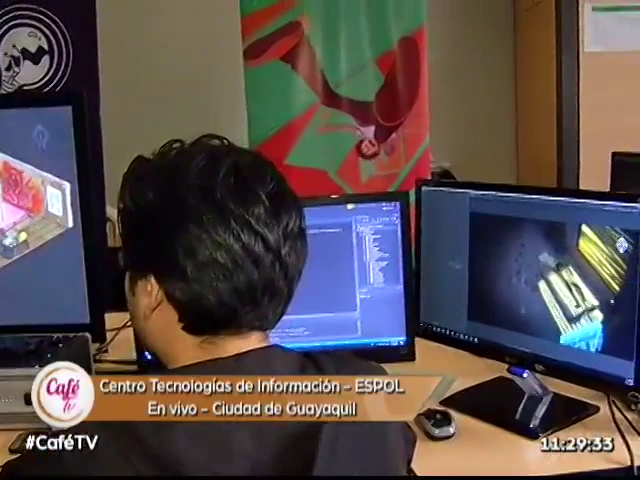 Café
tv
Centro Tecnologías de Información - ESPOL
En vivo - Ciudad de Guayaquil
#CaféTV
11:29:33